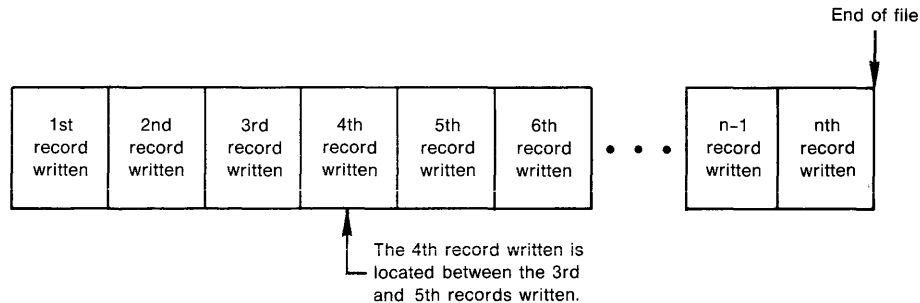 End of file
1st record written
2nd record written
3rd record written
4th record written
5th record written
6th record written
• • •
n-1 record written
nth record written
The 4th record written is
located between the 3rd
and 5th records written.